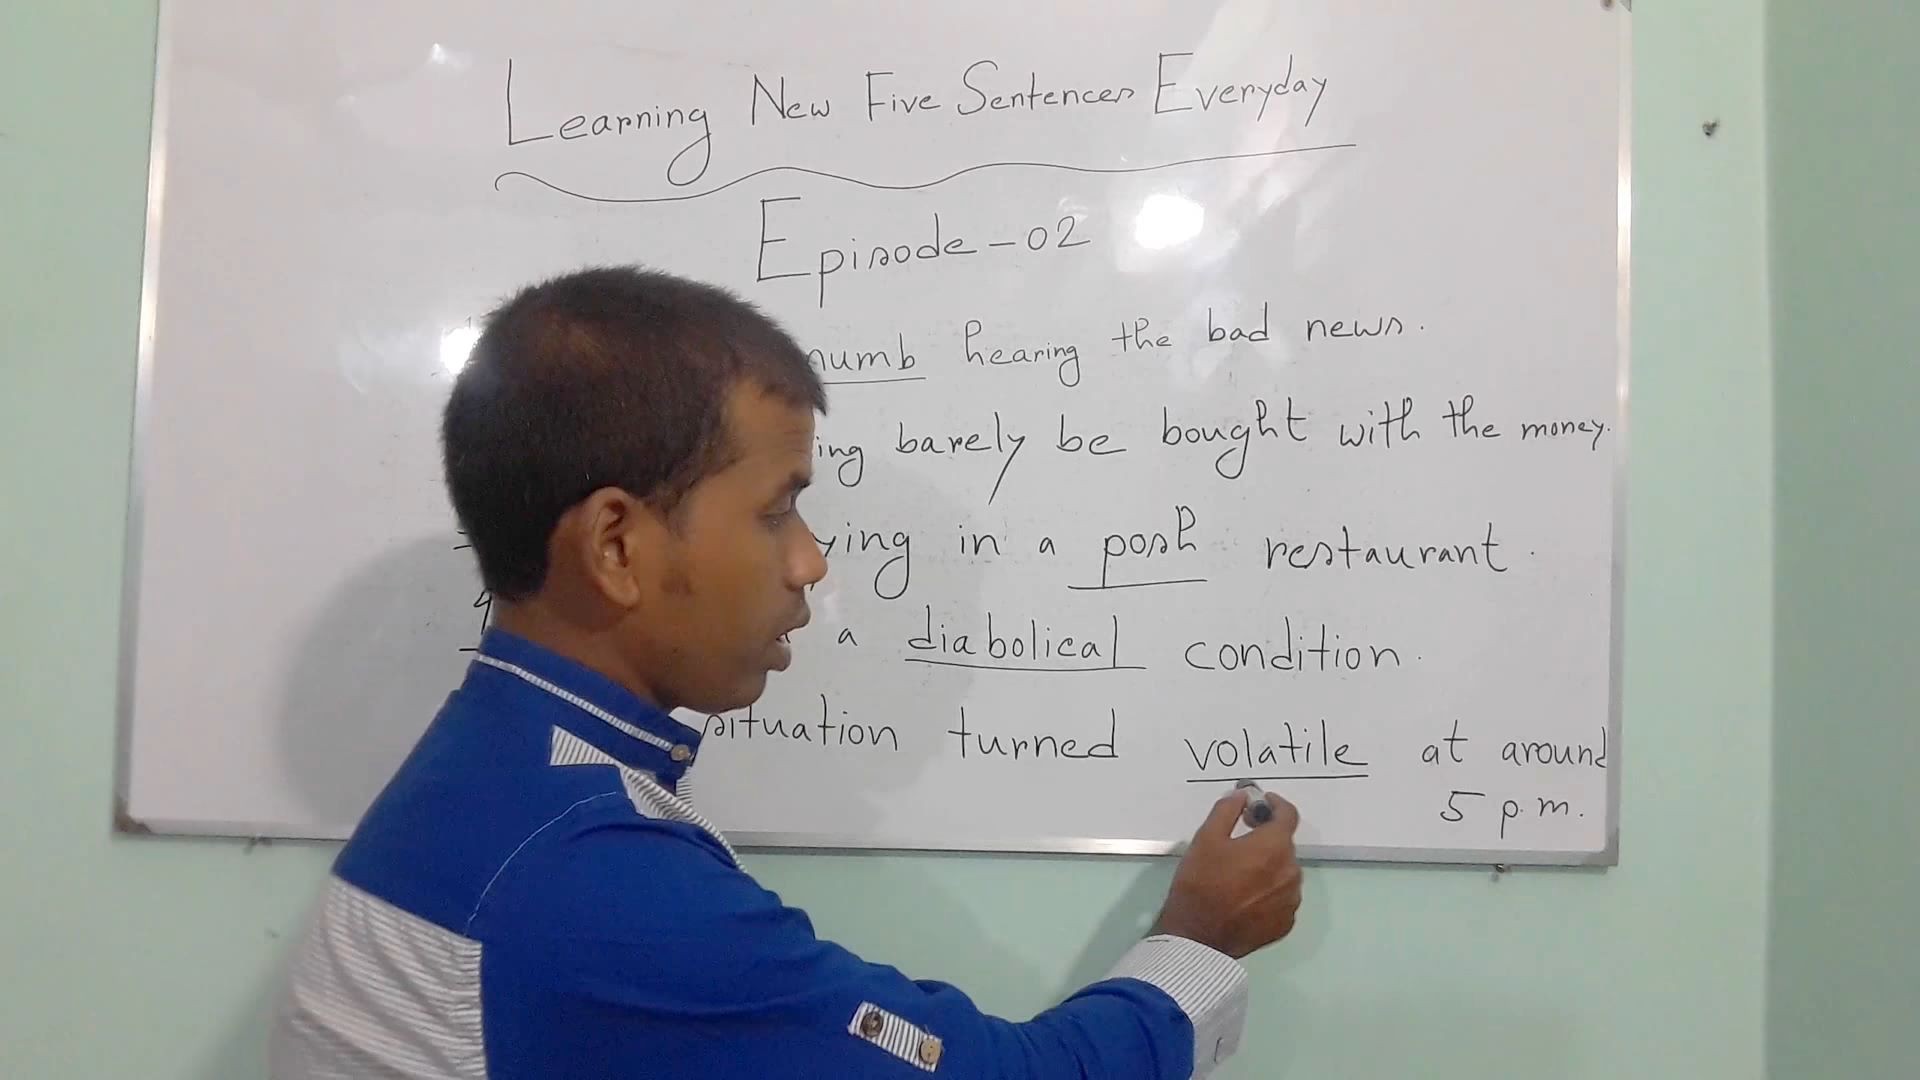 Learning New Five Sentences Everyday
Episode-02
numb hearing the bad news.
barely be bought with the money.
in a posh restaurant.
a diabolical condition.
situation turned volatile at around
5 p.m.